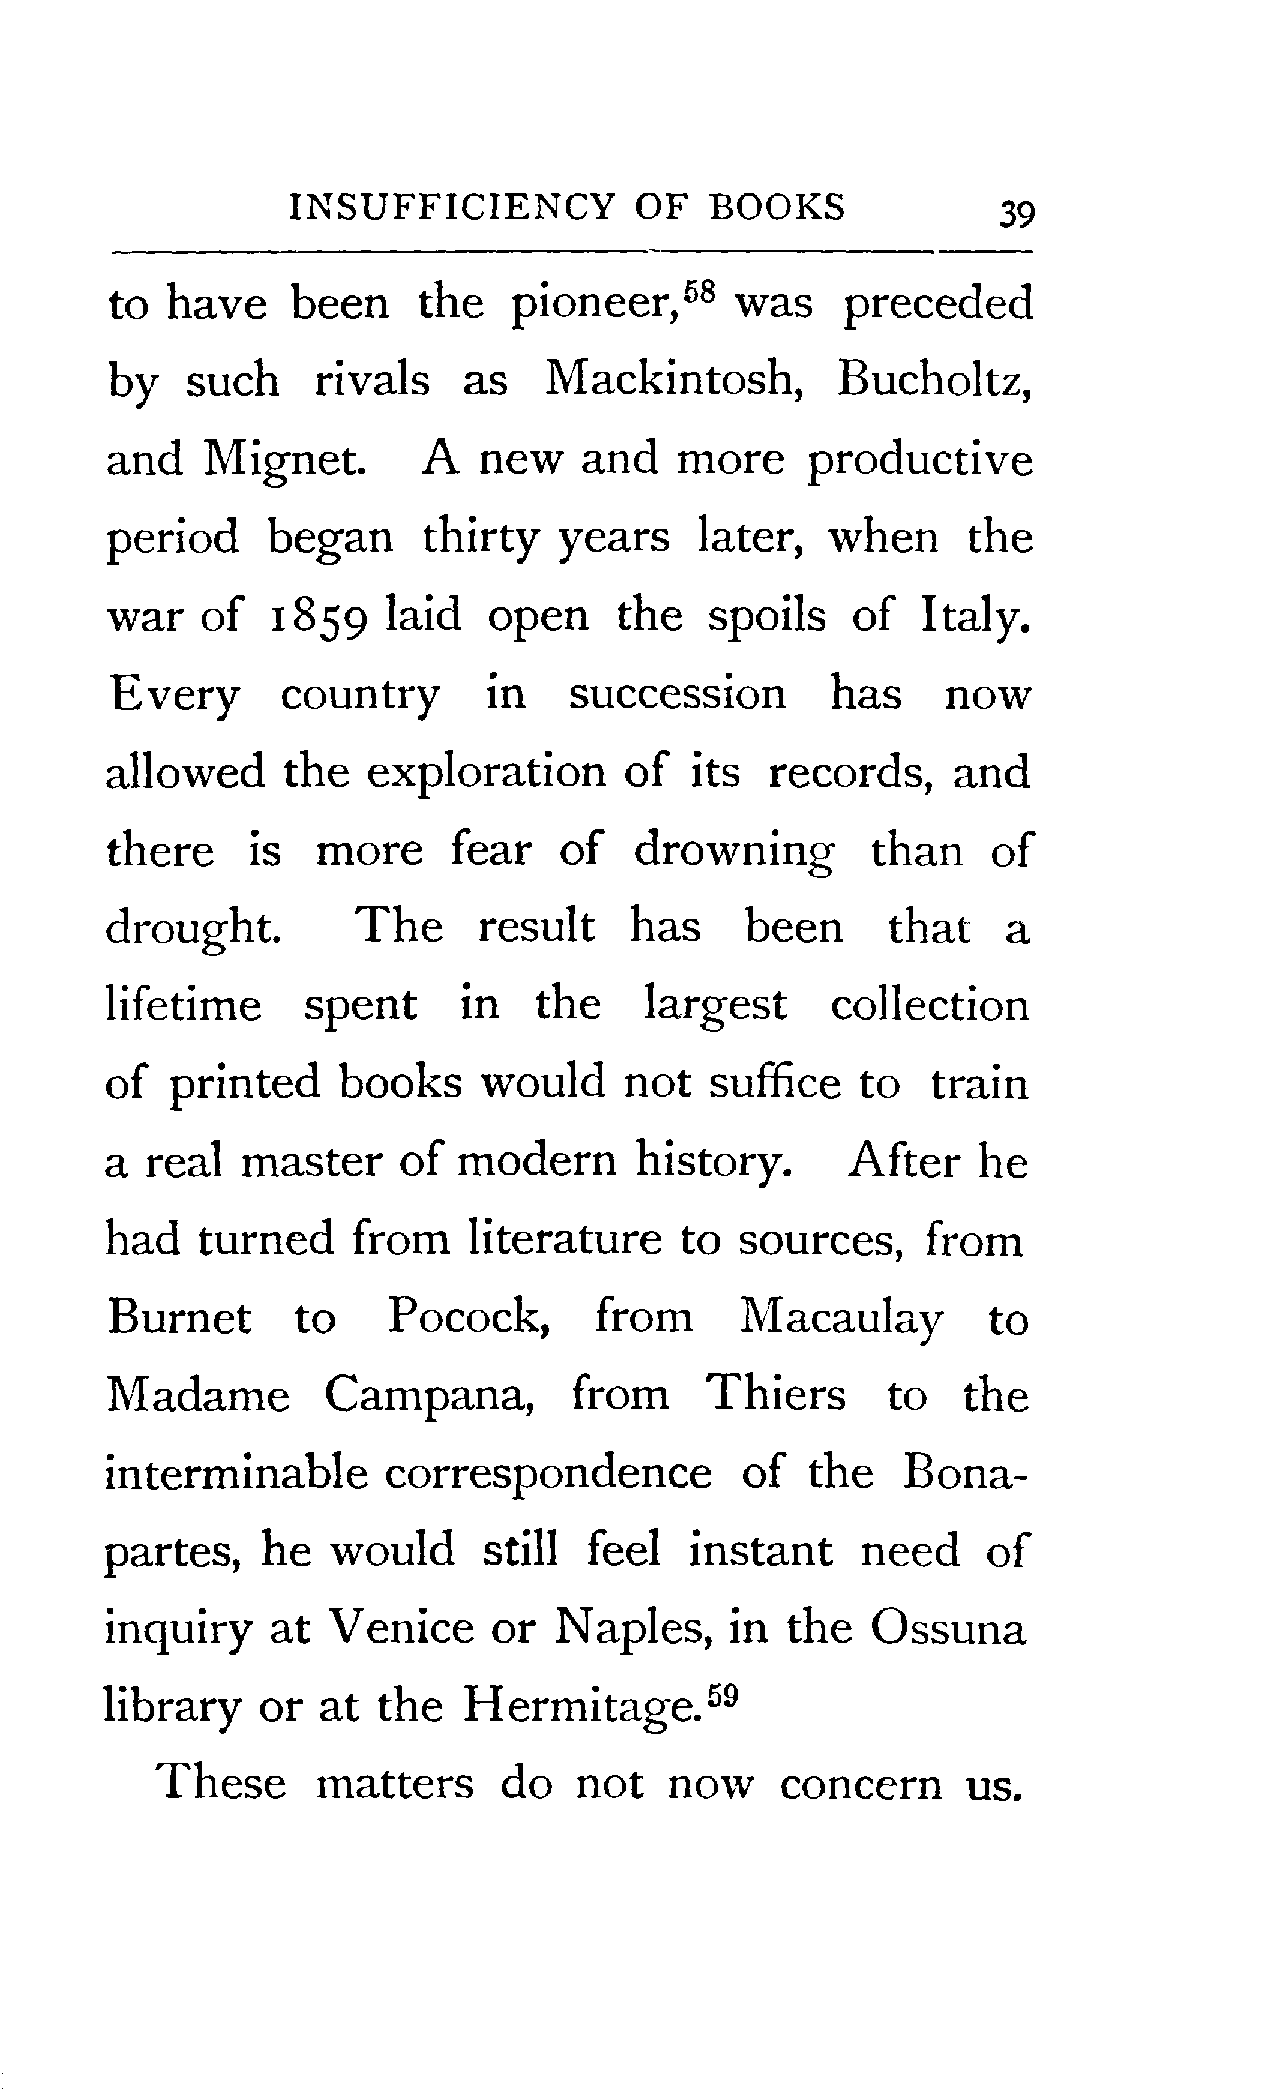 INSUFFICIENCY OF BOOKS 39
to have been the pioneer,⁵⁸ was preceded
by such rivals as Mackintosh, Bucholtz,
and Mignet. A new and more productive
period began thirty years later, when the
war of 1859 laid open the spoils of Italy.
Every country in succession has now
allowed the exploration of its records, and
there is more fear of drowning than of
drought. The result has been that a
lifetime spent in the largest collection
of printed books would not suffice to train
a real master of modern history. After he
had turned from literature to sources, from
Burnet to Pocock, from Macaulay to
Madame Campana, from Thiers to the
interminable correspondence of the Bona-
partes, he would still feel instant need of
inquiry at Venice or Naples, in the Ossuna
library or at the Hermitage.⁵⁹
These matters do not now concern us.